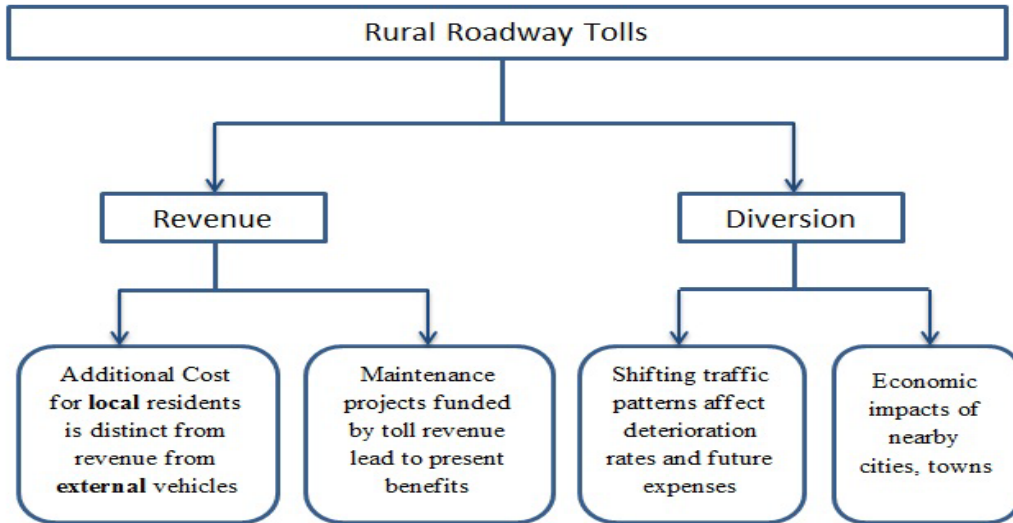 Rural Roadway Tolls
Revenue
Diversion
Additional Cost
for local residents
is distinct from
revenue from
external vehicles
Maintenance
projects funded
by toll revenue
lead to present
benefits
Shifting traffic
patterns affect
deterioration
rates and future
expenses
Economic
impacts of
nearby
cities, towns